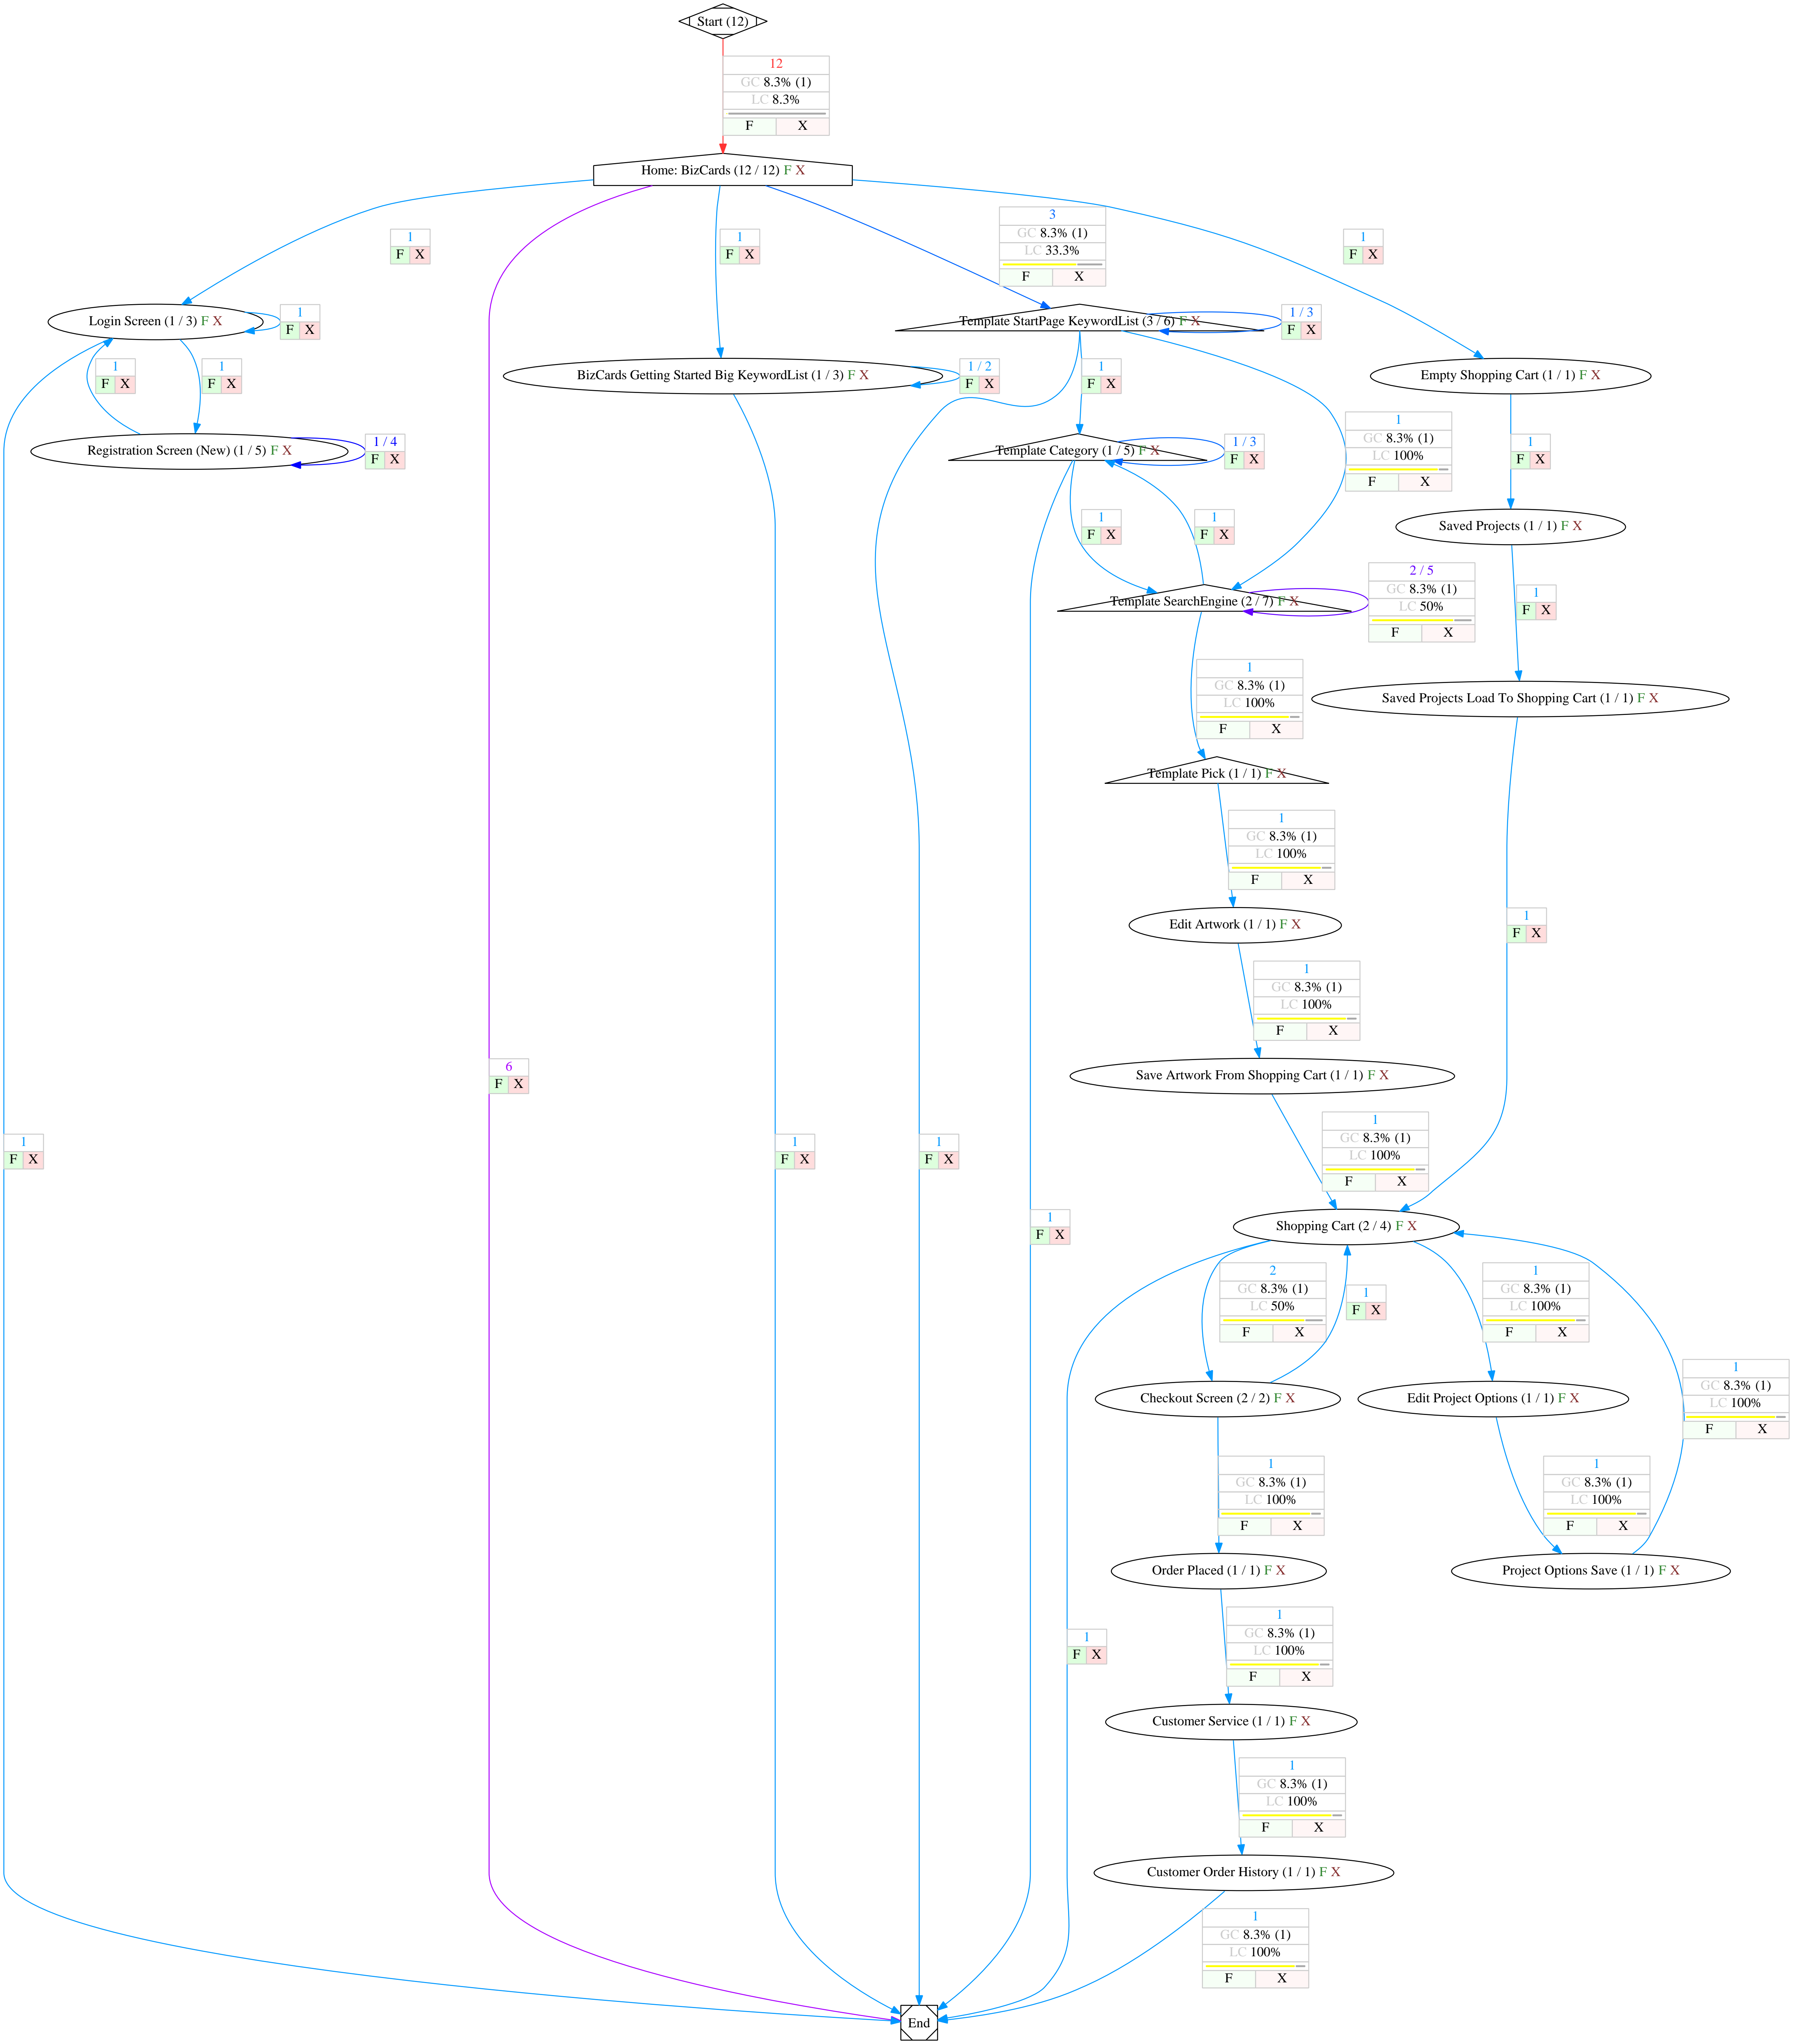 Start (12)
12
GC 8.3% (1)
LC 8.3%
F X
Home: BizCards (12 / 12) F X
1
F X
1
F X
3
GC 8.3% (1)
LC 33.3%
F X
1
F X
Login Screen (1 / 3) F X
1
F X
Template StartPage KeywordList (3 / 6) F X
1 / 3
F X
1
F X
1
F X
BizCards Getting Started Big KeywordList (1 / 3) F X
1 / 2
F X
1
F X
Empty Shopping Cart (1 / 1) F X
Registration Screen (New) (1 / 5) F X
1 / 4
F X
Template Category (1 / 5) F X
1 / 3
F X
1
GC 8.3% (1)
LC 100%
F X
1
F X
1
F X
1
F X
Saved Projects (1 / 1) F X
Template SearchEngine (2 / 7) F X
2 / 5
GC 8.3% (1)
LC 50%
F X
1
F X
1
GC 8.3% (1)
LC 100%
F X
Saved Projects Load To Shopping Cart (1 / 1) F X
Template Pick (1 / 1) F X
1
GC 8.3% (1)
LC 100%
F X
Edit Artwork (1 / 1) F X
1
F X
1
GC 8.3% (1)
LC 100%
F X
6
F X
Save Artwork From Shopping Cart (1 / 1) F X
1
F X
1
F X
1
F X
1
GC 8.3% (1)
LC 100%
F X
1
F X
Shopping Cart (2 / 4) F X
2
GC 8.3% (1)
LC 50%
F X
1
F X
1
GC 8.3% (1)
LC 100%
F X
Checkout Screen (2 / 2) F X
Edit Project Options (1 / 1) F X
1
GC 8.3% (1)
LC 100%
F X
1
GC 8.3% (1)
LC 100%
F X
1
GC 8.3% (1)
LC 100%
F X
Order Placed (1 / 1) F X
Project Options Save (1 / 1) F X
1
F X
1
GC 8.3% (1)
LC 100%
F X
Customer Service (1 / 1) F X
1
GC 8.3% (1)
LC 100%
F X
Customer Order History (1 / 1) F X
1
GC 8.3% (1)
LC 100%
F X
End